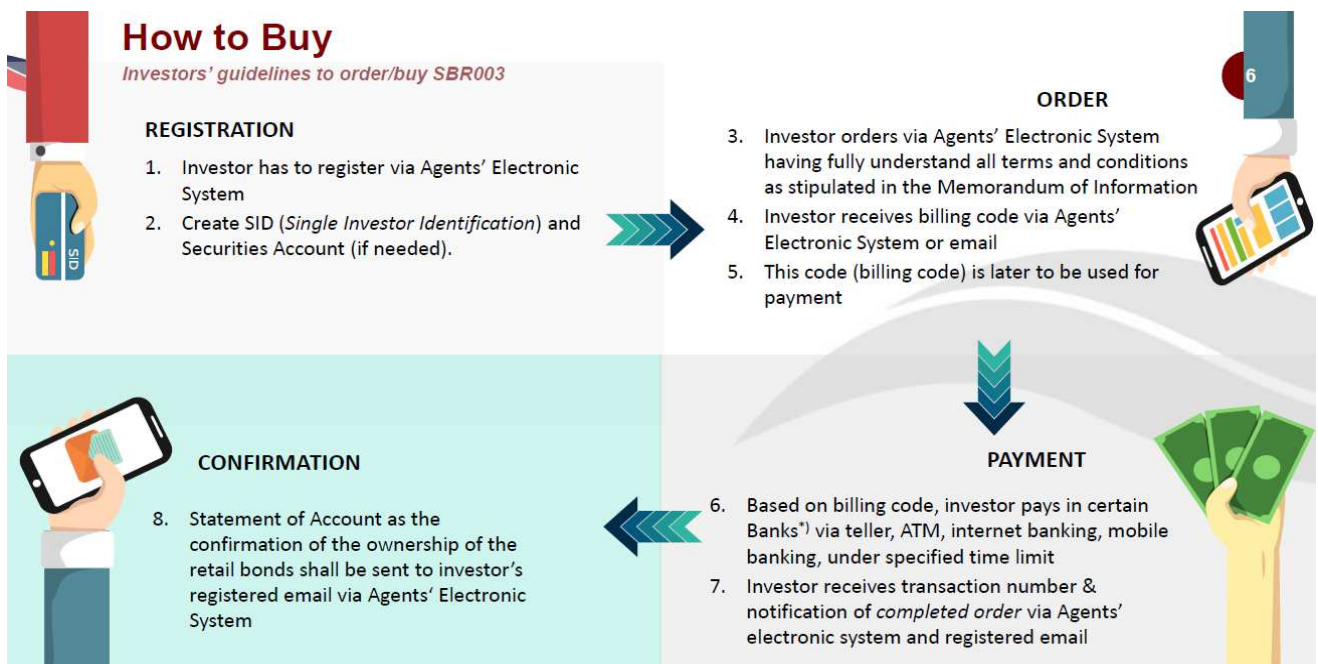 How to Buy
Investors' guidelines to order/buy SBR003
6
REGISTRATION
1. Investor has to register via Agents' Electronic
System
2. Create SID (Single Investor Identification) and
Securities Account (if needed).
SID
ORDER
3. Investor orders via Agents' Electronic System
having fully understand all terms and conditions
as stipulated in the Memorandum of Information
4. Investor receives billing code via Agents'
Electronic System or email
5. This code (billing code) is later to be used for
payment
PAYMENT
6. Based on billing code, investor pays in certain
Banks*) via teller, ATM, internet banking, mobile
banking, under specified time limit
7. Investor receives transaction number &
notification of completed order via Agents'
electronic system and registered email
CONFIRMATION
8. Statement of Account as the
confirmation of the ownership of the
retail bonds shall be sent to investor's
registered email via Agents' Electronic
System